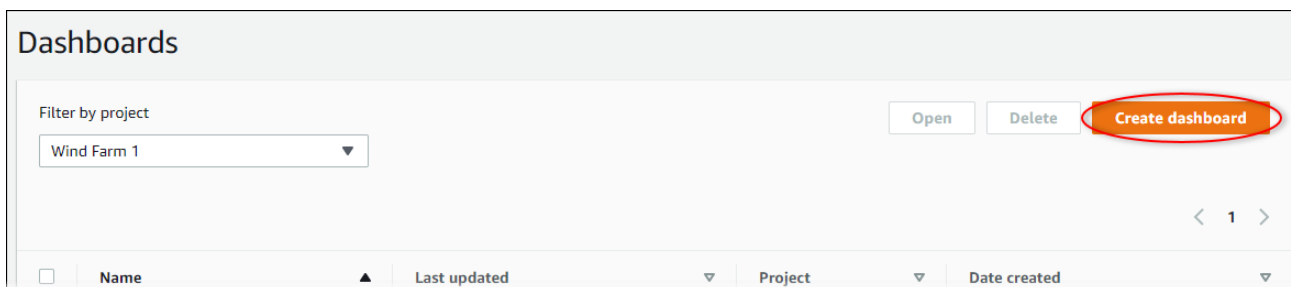 Dashboards
Filter by project
Open Delete Create dashboard
Wind Farm 1
1
Name Last updated Project Date created